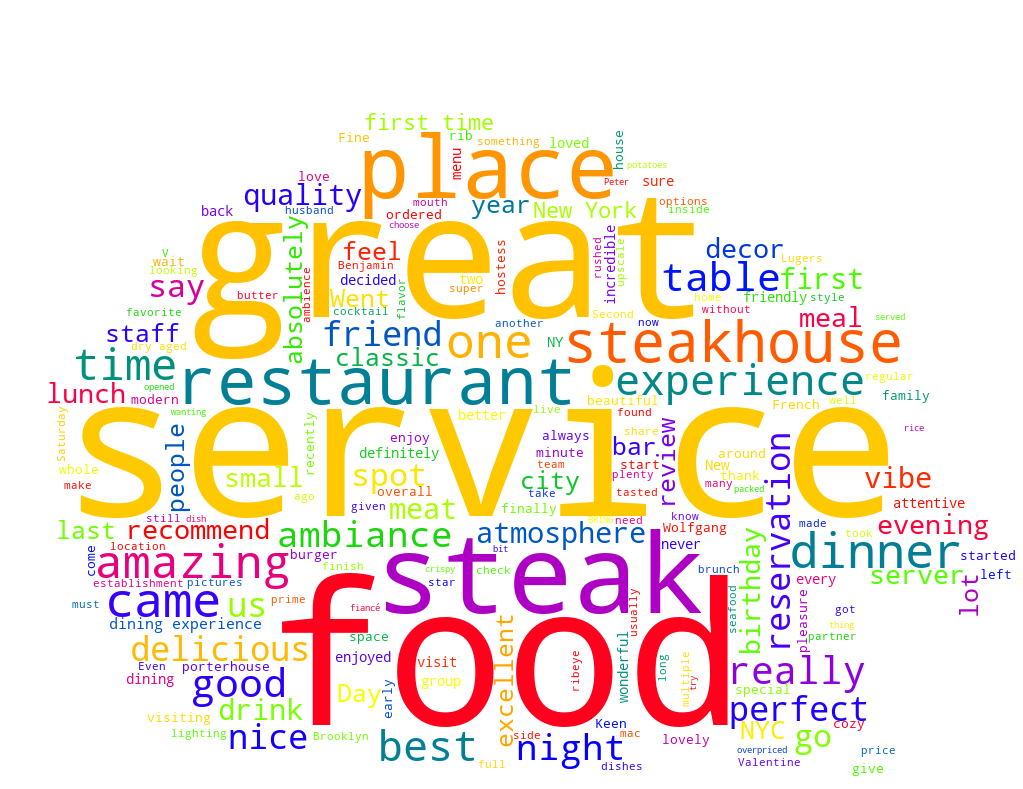 first time
Fine
rib
something
loved
house
place
menu
potatoes
love
Peter
sure
quality
mouth
year
New York
options
inside
back
husband
ordered
choose
great
V
wait
looking
say
absolutely
feel
Benjamin
decided
two
super
hostess
incredible
rushed
upscale
decor
Lugers
table
first
butter
ambience
Went
flavor
cocktail
home
friendly
style
without
favorite
staff
dry aged
friend
another
Second
now
meal
served
classic
one
NY
steakhouse
time
opened
restaurant
experience
regular
lunch
modern
wanting
better
live
beautiful
found
French
well
family
rice
Saturday
people
service
recently
enjoy
definitely
always
minute
team
share
bar
start
review
around
New
thank
reservation
whole
make
small
ago
spot
overall
city
take
tasted
plenty
many
packed
vibe
attentive
still
dish
given
meat
finally
need
know
last
recommend
ambiance
atmosphere
Wolfgang
never
made
took
evening
come
location
amazing
burger
finish
bit
check
crispy
star
steak
brunch
birthday
dinner
started
left
establishment
pictures
prime
every
server
lot
must
came
us
fiancé
food
usually
seafood
pleasure
got
thing
partner
dining experience
space
excellent
wonderful
delicious
enjoyed
visit
ribeye
long
really
Even
porterhouse
dining
good
Day
early
group
multiple
try
special
perfect
visiting
drink
Keen
NYC
go
cozy
lighting
nice
Brooklyn
best
side
night
mac
lovely
overpriced
price
full
dishes
Valentine
give